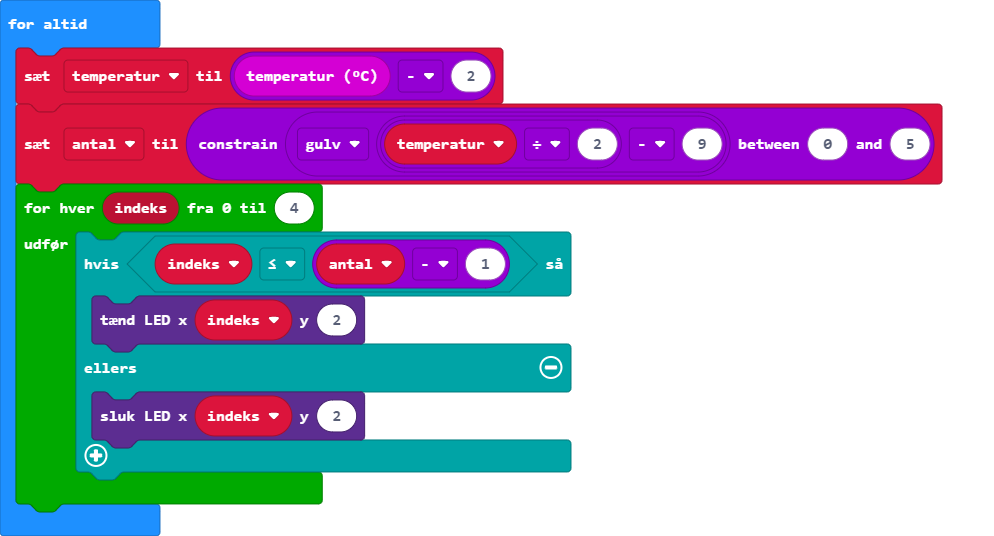 for altid
sæt temperatur til temperatur (ºC) - 2
sæt antal til constrain gulv temperatur ÷ 2 - 9 between 0 and 5
for hver indeks fra 0 til 4
udfør
hvis indeks ≤ antal - 1 så
tænd LED x indeks y 2
ellers
sluk LED x indeks y 2